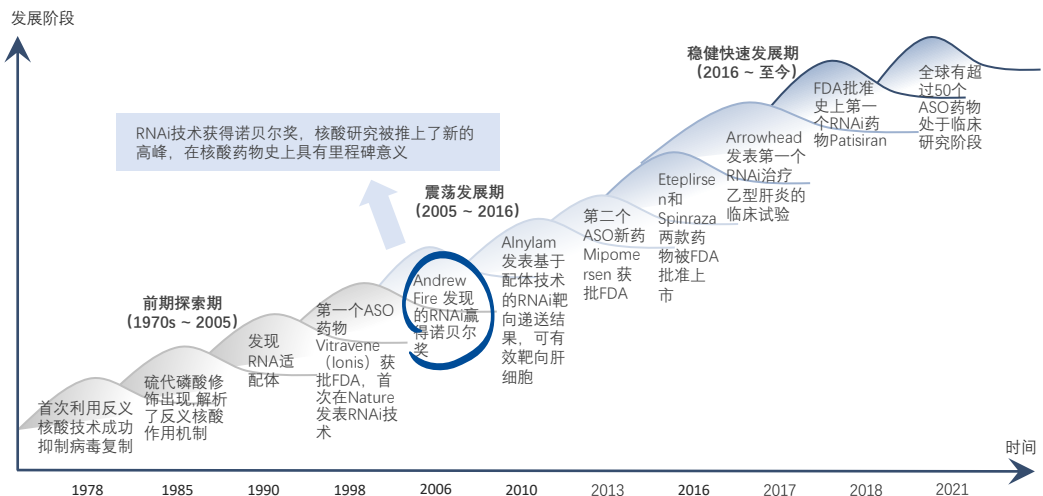 发展阶段
稳健快速发展期
（2016 ~ 至今）
RNAi技术获得诺贝尔奖，核酸研究被推上了新的
高峰，在核酸药物史上具有里程碑意义
震荡发展期
（2005 ~ 2016）
前期探索期
（1970s ~ 2005）
首次利用反义
核酸技术成功
抑制病毒复制
硫代磷酸修
饰出现,解析
了反义核酸
作用机制
发现
RNA适
配体
第一个ASO
药物
Vitravene
（Ionis）获
批FDA，首
次在Nature
发表RNAi技
术
Andrew
Fire 发现
的RNAi赢
得诺贝尔
奖
Alnylam
发表基于
配体技术
的RNAi靶
向递送结
果，可有
效靶向肝
细胞
第二个
ASO新药
Mipome
rsen 获
批FDA
Eteplirse
n和
Spinraza
两款药
物被FDA
批准上
市
Arrowhead
发表第一个
RNAi治疗
乙型肝炎的
临床试验
FDA批准
史上第一
个RNAi药
物Patisiran
全球有超
过50个
ASO药物
处于临床
研究阶段
时间
1978
1985
1990
1998
2006
2010
2013
2016
2017
2018
2021